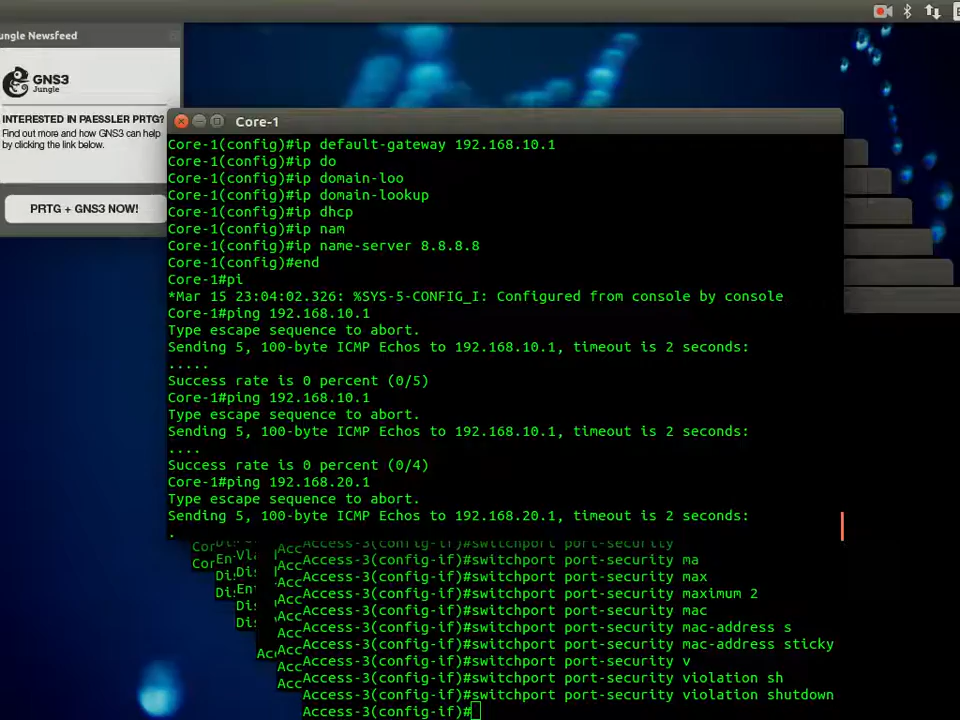 ungle Newsfeed
GNS3
Jungle
INTERESTED IN PAESSLER PRTG?
Find out more and how GNS3 can help
by clicking the link below.
PRTG + GNS3 NOW!
Core-1
Core-1(config)#ip default-gateway 192.168.10.1
Core-1(config)#ip do
Core-1(config)#ip domain-loo
Core-1(config)#ip domain-lookup
Core-1(config)#ip dhcp
Core-1(config)#ip nam
Core-1(config)#ip name-server 8.8.8.8
Core-1(config)#end
Core-1#pi
*Mar 15 23:04:02.326: %SYS-5-CONFIG_I: Configured from console by console
Core-1#ping 192.168.10.1
Type escape sequence to abort.
Sending 5, 100-byte ICMP Echos to 192.168.10.1, timeout is 2 seconds:
.....
Success rate is 0 percent (0/5)
Core-1#ping 192.168.10.1
Type escape sequence to abort.
Sending 5, 100-byte ICMP Echos to 192.168.10.1, timeout is 2 seconds:
....
Success rate is 0 percent (0/4)
Core-1#ping 192.168.20.1
Type escape sequence to abort.
Sending 5, 100-byte ICMP Echos to 192.168.20.1, timeout is 2 seconds:
.
Access-3(config-if)#switchport port-security
Access-3(config-if)#switchport port-security ma
Access-3(config-if)#switchport port-security max
Access-3(config-if)#switchport port-security maximum 2
Access-3(config-if)#switchport port-security mac
Access-3(config-if)#switchport port-security mac-address s
Access-3(config-if)#switchport port-security mac-address sticky
Access-3(config-if)#switchport port-security v
Access-3(config-if)#switchport port-security violation sh
Access-3(config-if)#switchport port-security violation shutdown
Access-3(config-if)#